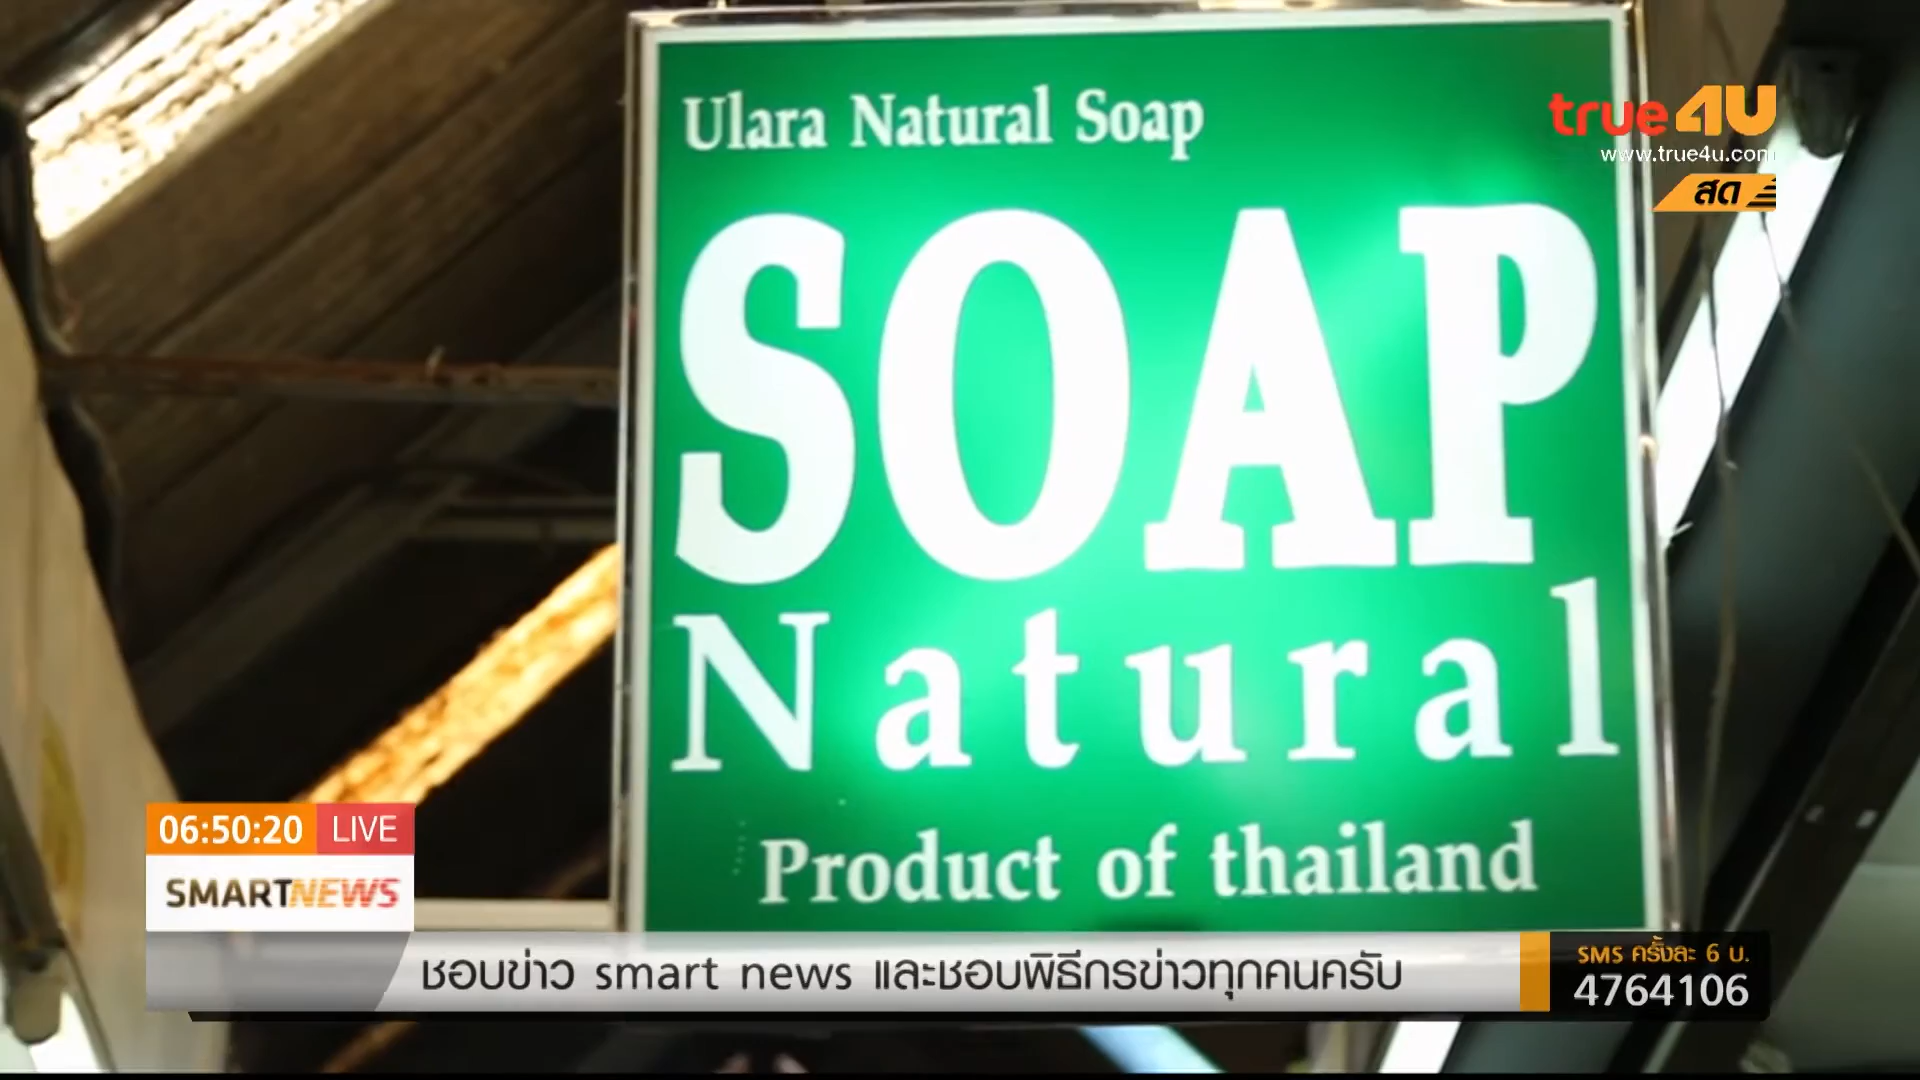 Ulara Natural Soap
SOAP
Natural
Product of thailand
true4U
www.true4u.com
สด
06:50:20 LIVE
SMARTNEWS
ชอบข่าว smart news และชอบพิธีกรข่าวทุกคนครับ
SMS ครั้งละ 6 บ.
4764106